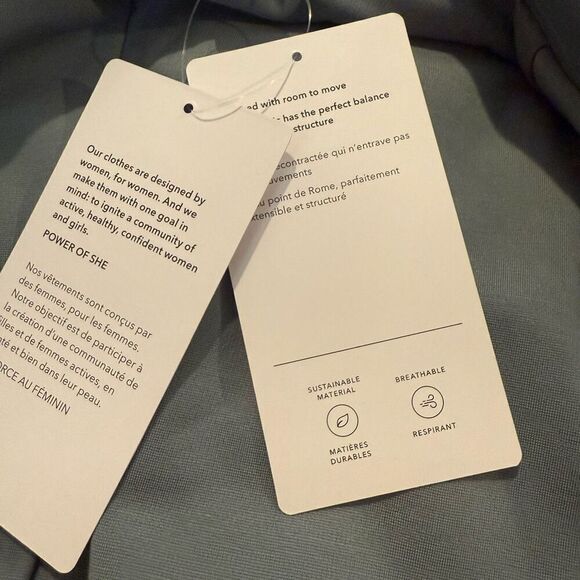 Our clothes are designed by
women, for women. And we
make them with one goal in
mind: to ignite a community of
active, healthy, confident women
and girls.
POWER OF SHE
Nos vêtements sont conçus par
des femmes, pour les femmes.
Notre objectif est de participer à
la création d'une communauté de
et de femmes actives, en
et bien dans leur peau.
AU FÉMININ
with room to move
has the perfect balance
structure
qui n'entrave pas
point de Rome, parfaitement
et structuré
SUSTAINABLE
MATERIAL
MATIÈRES
DURABLES
BREATHABLE
RESPIRANT